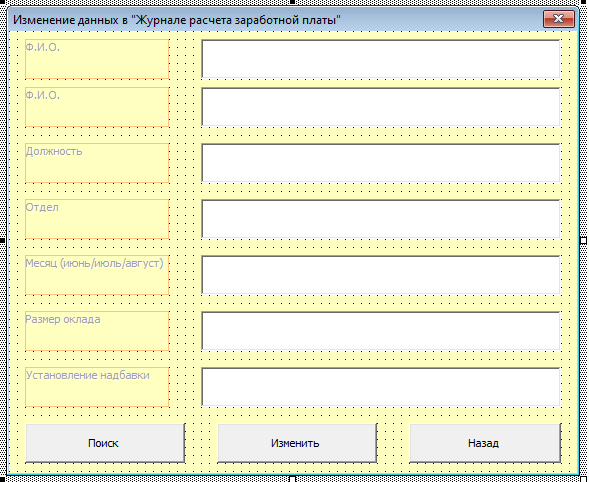 Изменение данных в "Журнале расчета заработной платы"
Ф.И.О.
Ф.И.О.
Должность
Отдел
Месяц (июнь/июль/август)
Размер оклада
Установление надбавки
Поиск
Изменить
Назад